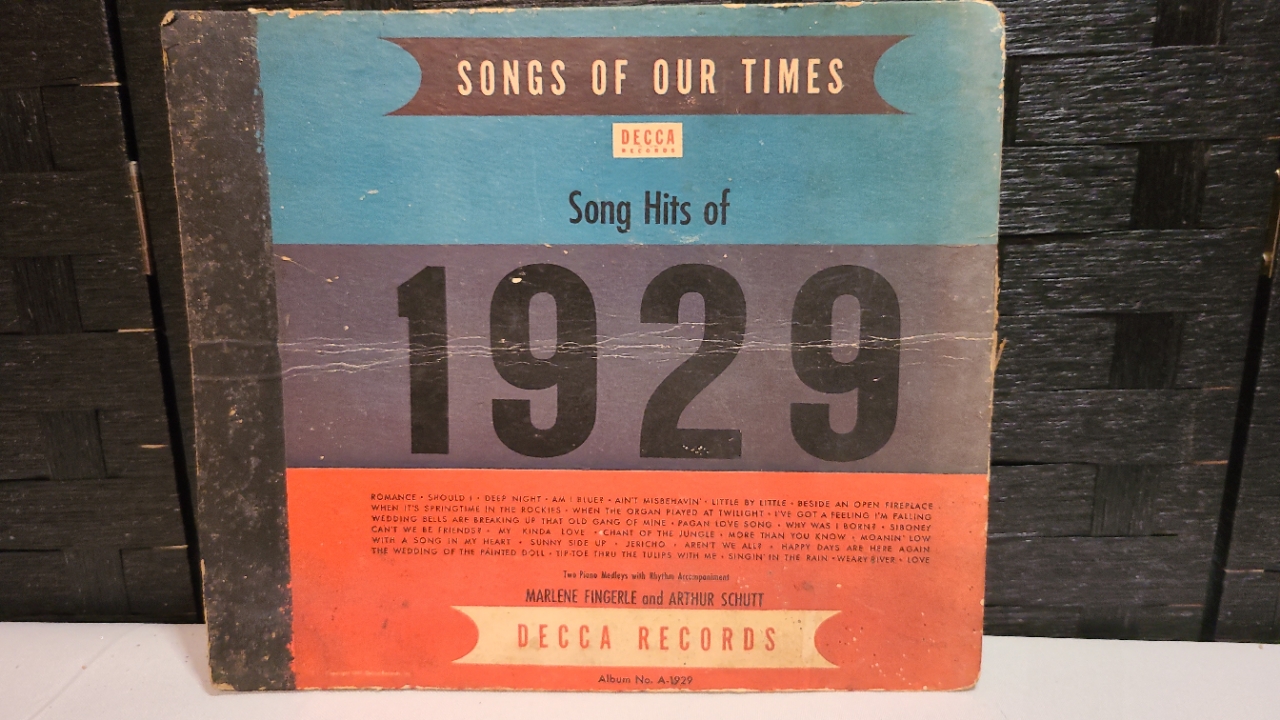 SONGS OF OUR TIMES
DECCA
RECORDS
Song Hits of
1929
ROMANCE • SHOULD I • DEEP NIGHT • AM I BLUE? • AIN'T MISBEHAVIN' • LITTLE BY LITTLE • BESIDE AN OPEN FIREPLACE •
WHEN IT'S SPRINGTIME IN THE ROCKIES • WHEN THE ORGAN PLAYED AT TWILIGHT • I'VE GOT A FEELING I'M FALLING
WEDDING BELLS ARE BREAKING UP THAT OLD GANG OF MINE • PAGAN LOVE SONG • WHY WAS I BORN? • SIBONEY
CAN'T WE BE FRIENDS? • MY KINDA LOVE • CHANT OF THE JUNGLE • MORE THAN YOU KNOW • MOANIN' LOW
WITH A SONG IN MY HEART • SUNNY SIDE UP • JERICHO • AREN'T WE ALL? • HAPPY DAYS ARE HERE AGAIN
THE WEDDING OF THE PAINTED DOLL • TIP-TOE THRU THE TULIPS WITH ME • SINGIN' IN THE RAIN • WEARY RIVER • LOVE
Two Piano Medleys with Rhythm Accompaniment
MARLENE FINGERLE and ARTHUR SCHUTT
DECCA RECORDS
Album No. A-1929